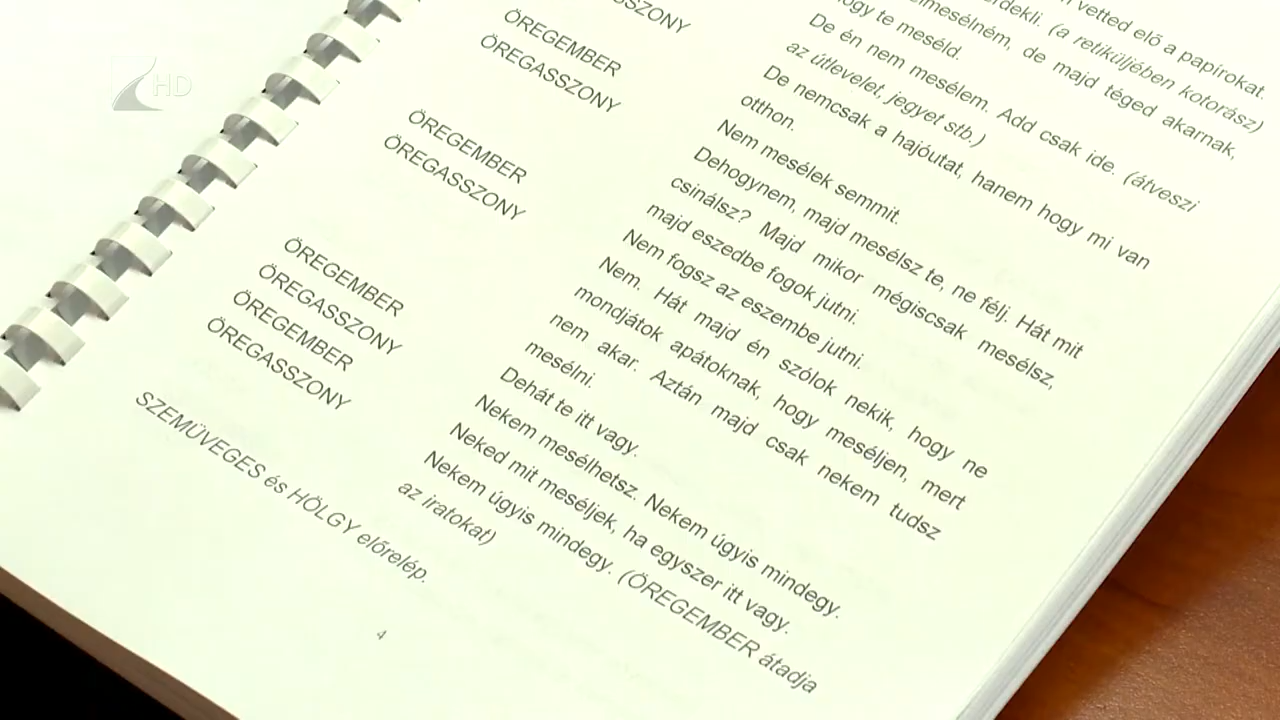 HD
vetted elő a papírokat.
(a retiküljében kotorász)
de majd téged akarnak,
te meséld.
ÖREGEMBER De én nem mesélem. Add csak ide. (átveszi
az útlevelet, jegyet stb.)
ÖREGASSZONY De nemcsak a hajóutat, hanem hogy mi van
otthon.
ÖREGEMBER Nem mesélek semmit.
ÖREGASSZONY Dehogynem, majd mesélsz te, ne félj. Hát mit
csinálsz? Majd mikor mégiscsak mesélsz,
majd eszedbe fogok jutni.
ÖREGEMBER Nem fogsz az eszembe jutni.
ÖREGASSZONY Nem. Hát majd én szólok nekik, hogy ne
mondjátok apátoknak, hogy meséljen, mert
nem akar. Aztán majd csak nekem tudsz
mesélni.
ÖREGEMBER Dehát te itt vagy.
ÖREGASSZONY Nekem mesélhetsz. Nekem úgyis mindegy.
ÖREGEMBER Neked mit meséljek, ha egyszer itt vagy.
ÖREGASSZONY Nekem úgyis mindegy. (ÖREGEMBER átadja
az iratokat)
SZEMÜVEGES és HÖLGY előrelép.
4